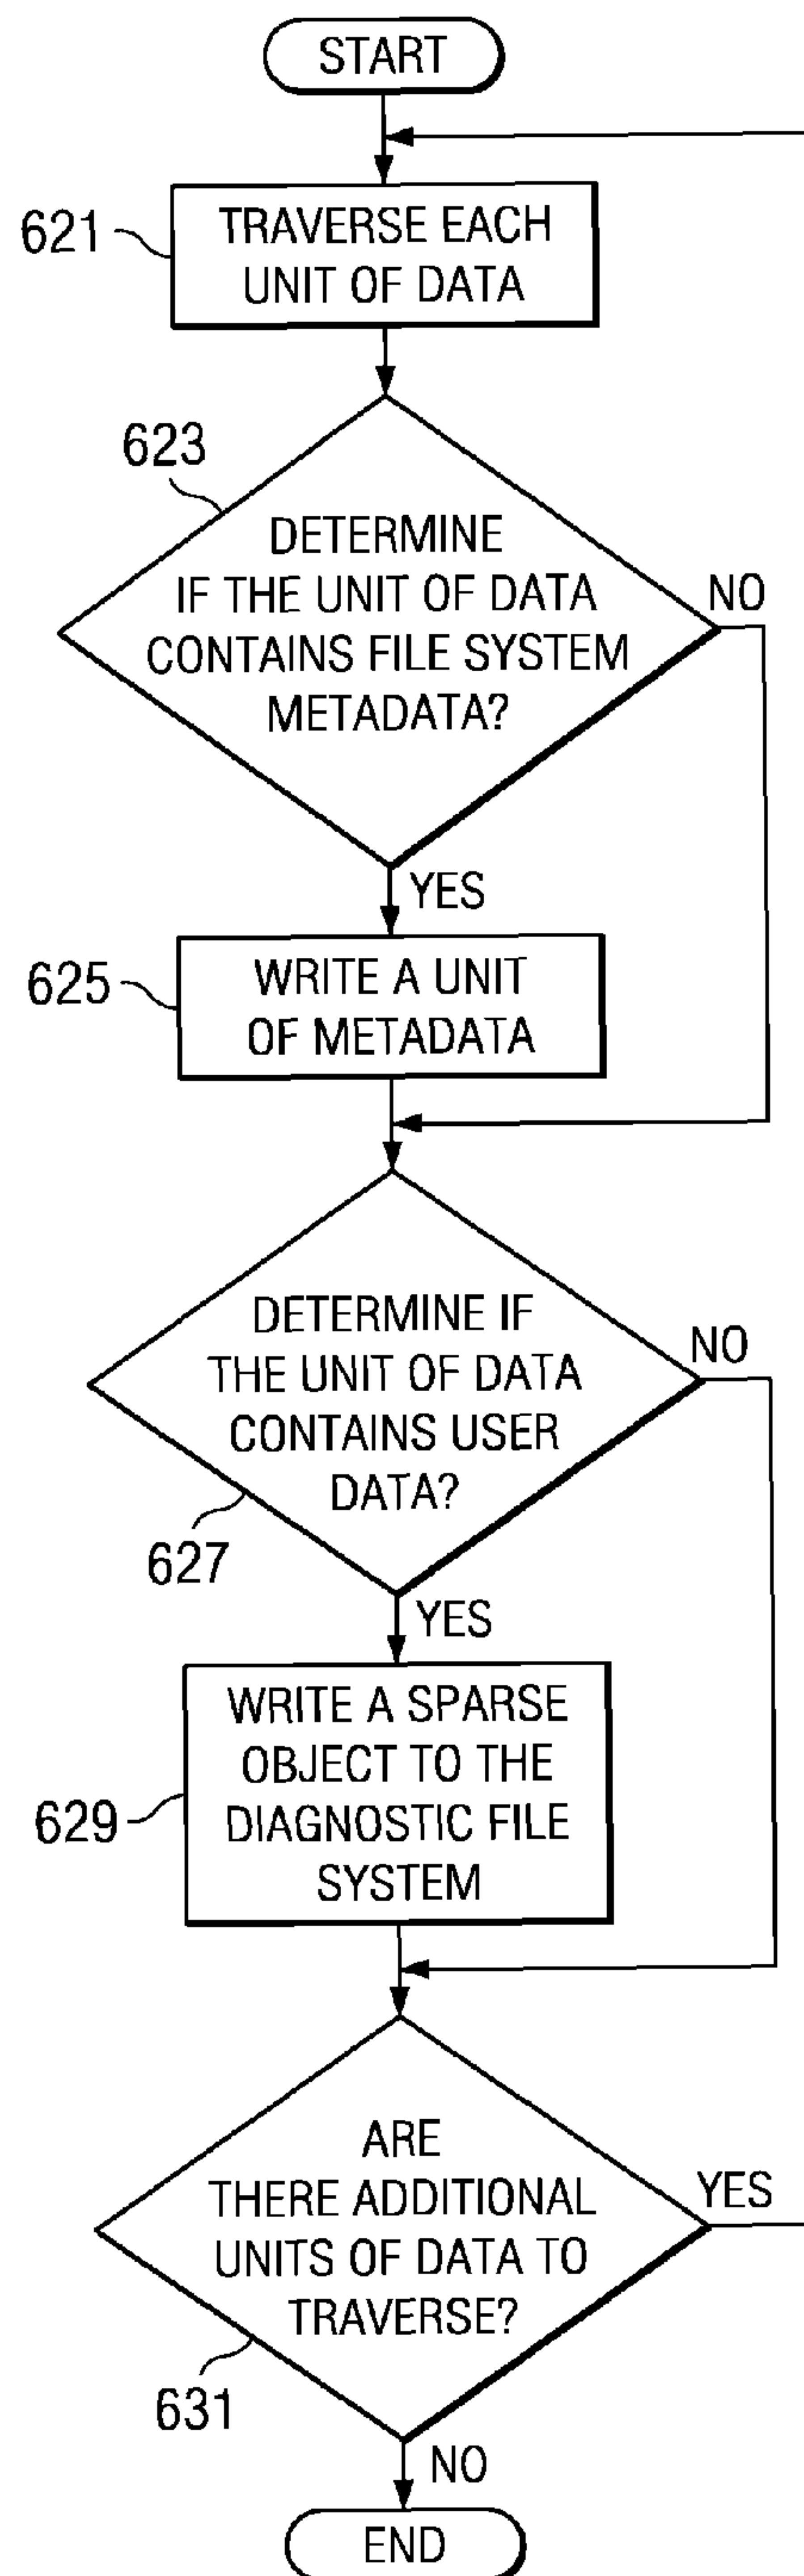 START
621
TRAVERSE EACH
UNIT OF DATA
623
DETERMINE
IF THE UNIT OF DATA
CONTAINS FILE SYSTEM
METADATA?
NO
YES
625
WRITE A UNIT
OF METADATA
DETERMINE IF
THE UNIT OF DATA
CONTAINS USER
DATA?
NO
627
YES
629
WRITE A SPARSE
OBJECT TO THE
DIAGNOSTIC FILE
SYSTEM
ARE
THERE ADDITIONAL
UNITS OF DATA TO
TRAVERSE?
YES
631
NO
END